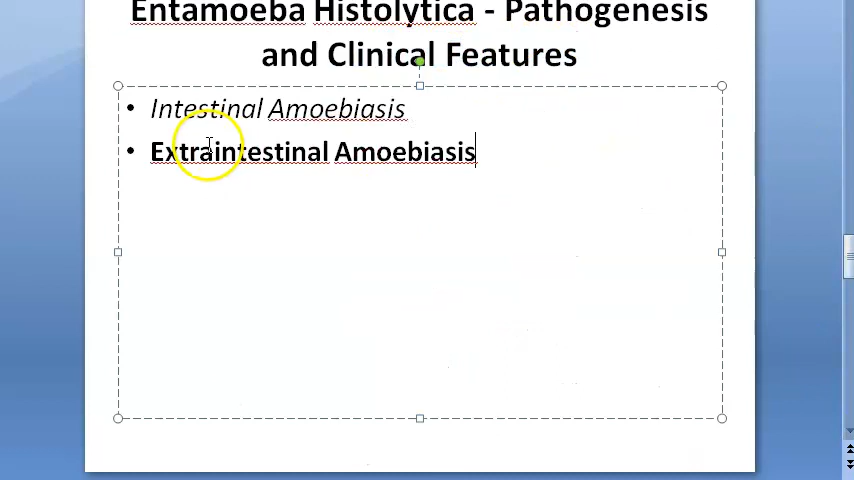 Entamoeba Histolytica - Pathogenesis
and Clinical Features
• Intestinal Amoebiasis
• Extraintestinal Amoebiasis